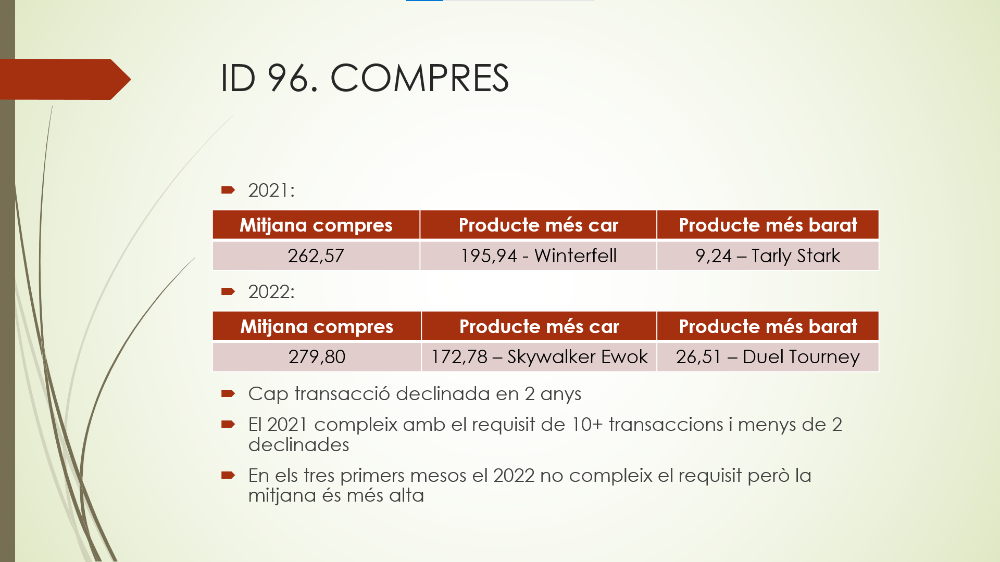 ID 96. COMPRES
2021:
Mitjana compres Producte més car Producte més barat
262,57 195,94 - Winterfell 9,24 – Tarly Stark
2022:
Mitjana compres Producte més car Producte més barat
279,80 172,78 – Skywalker Ewok 26,51 – Duel Tourney
Cap transacció declinada en 2 anys
El 2021 compleix amb el requisit de 10+ transaccions i menys de 2
declinades
En els tres primers mesos el 2022 no compleix el requisit però la
mitjana és més alta